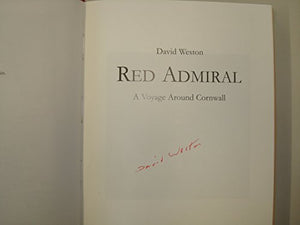 David Weston
RED ADMIRAL
A Voyage Around Cornwall
David Weston